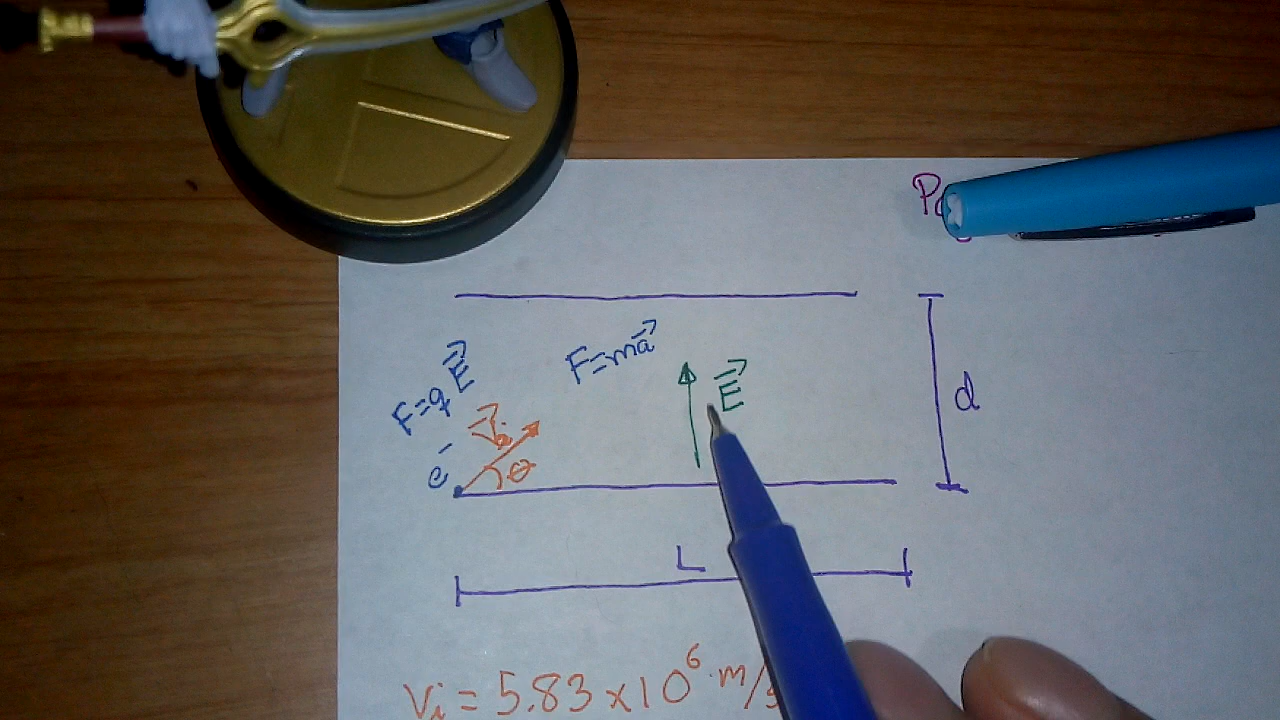 F=qE⃗
F=ma⃗
E⃗
d
e⁻
v⃗ᵢ
θ
L
Vᵢ = 5.83 x 10⁶ m/s